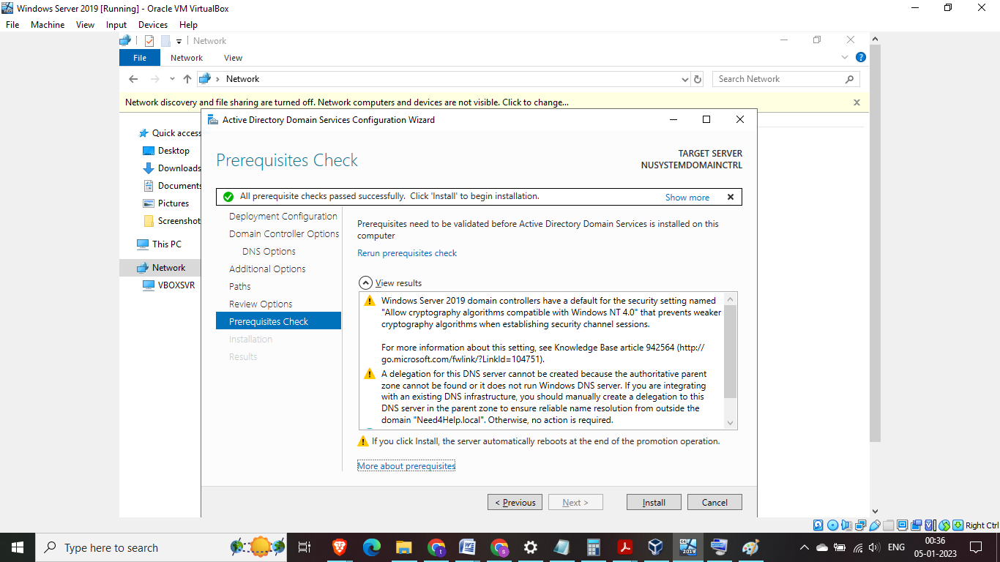 Windows Server 2019 [Running] - Oracle VM VirtualBox
File Machine View Input Devices Help
Network
File Network View
Network
Search Network
Network discovery and file sharing are turned off. Network computers and devices are not visible. Click to change...
Quick access
Desktop
Downloads
Documents
Pictures
Screenshot
This PC
Network
VBOXSVR
Active Directory Domain Services Configuration Wizard
Prerequisites Check
TARGET SERVER
NUSYSTEMDOMAINCTRL
All prerequisite checks passed successfully. Click 'Install' to begin installation.
Show more
Deployment Configuration
Domain Controller Options
DNS Options
Additional Options
Paths
Review Options
Prerequisites Check
Installation
Results
Prerequisites need to be validated before Active Directory Domain Services is installed on this
computer
Rerun prerequisites check
View results
Windows Server 2019 domain controllers have a default for the security setting named
"Allow cryptography algorithms compatible with Windows NT 4.0" that prevents weaker
cryptography algorithms when establishing security channel sessions.
For more information about this setting, see Knowledge Base article 942564 (http://
go.microsoft.com/fwlink/?LinkId=104751).
A delegation for this DNS server cannot be created because the authoritative parent
zone cannot be found or it does not run Windows DNS server. If you are integrating
with an existing DNS infrastructure, you should manually create a delegation to this
DNS server in the parent zone to ensure reliable name resolution from outside the
domain "Need4Help.local". Otherwise, no action is required.
If you click Install, the server automatically reboots at the end of the promotion operation.
More about prerequisites
< Previous
Next >
Install
Cancel
Right Ctrl
Type here to search
2019
ENG
00:36
05-01-2023